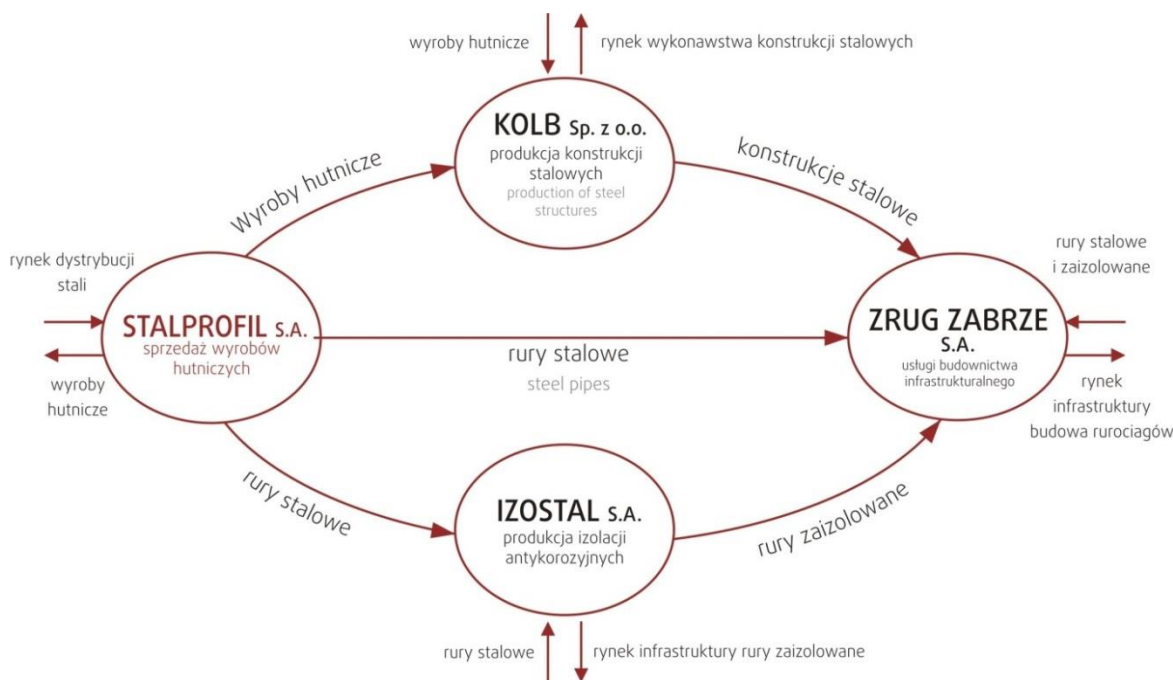 wyroby hutnicze
rynek wykonawstwa konstrukcji stalowych
KOLB Sp. z o.o.
produkcja konstrukcji
stalowych
production of steel
structures
Wyroby hutnicze
konstrukcje stalowe
rynek dystrybucji
stali
STALPROFIL S.A.
sprzedaż wyrobów
hutniczych
wyroby
hutnicze
rury stalowe
steel pipes
rury stalowe
i zaizolowane
ZRUG ZABRZE
S.A.
usługi budownictwa
infrastrukturalnego
rynek
infrastruktury
budowa rurociagów
rury stalowe
IZOSTAL S.A.
produkcja izolacji
antykorozyjnych
rury zaizolowane
rury stalowe
rynek infrastruktury rury zaizolowane